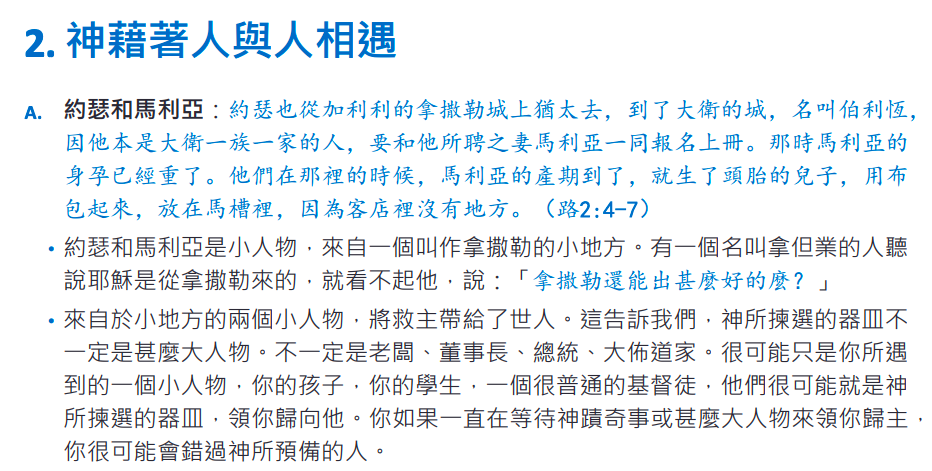 2. 神藉著人與人相遇
A. 約瑟和馬利亞：約瑟也從加利利的拿撒勒城上猶太去，到了大衛的城，名叫伯利恆，
因他本是大衛一族一家的人，要和他所聘之妻馬利亞一同報名上冊。那時馬利亞的
身孕已經重了。他們在那裡的時候，馬利亞的產期到了，就生了頭胎的兒子，用布
包起來，放在馬槽裡，因為客店裡沒有地方。（路2:4-7）
• 約瑟和馬利亞是小人物，來自一個叫作拿撒勒的小地方。有一個名叫拿但業的人聽
說耶穌是從拿撒勒來的，就看不起他，說：「拿撒勒還能出甚麼好的麼？」
• 來自於小地方的兩個小人物，將救主帶給了世人。這告訴我們，神所揀選的器皿不
一定是甚麼大人物。不一定是老闆、董事長、總統、大佈道家。很可能只是你所遇
到的一個小人物，你的孩子，你的學生，一個很普通的基督徒，他們很可能就是神
所揀選的器皿，領你歸向他。你如果一直在等待神蹟奇事或甚麼大人物來領你歸主，
你很可能會錯過神所預備的人。